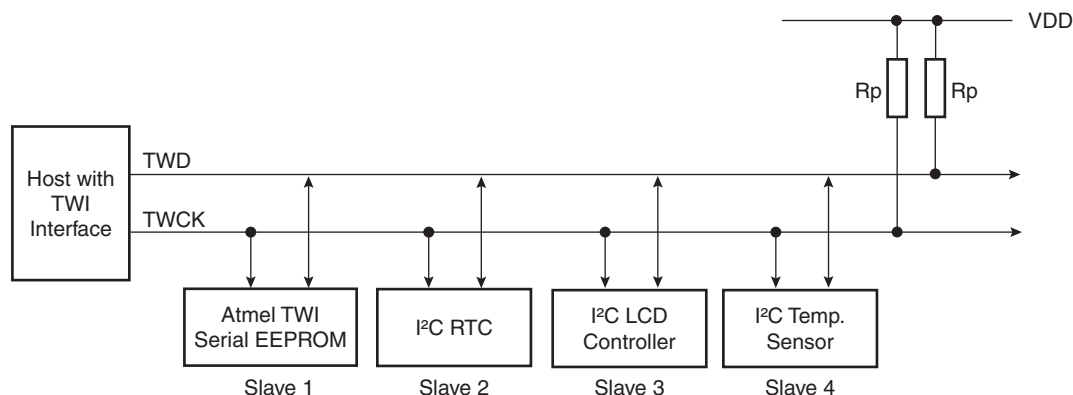 VDD
Rp
Rp
Host with
TWI
Interface
TWD
TWCK
Atmel TWI
Serial EEPROM
I²C RTC
I²C LCD
Controller
I²C Temp.
Sensor
Slave 1
Slave 2
Slave 3
Slave 4